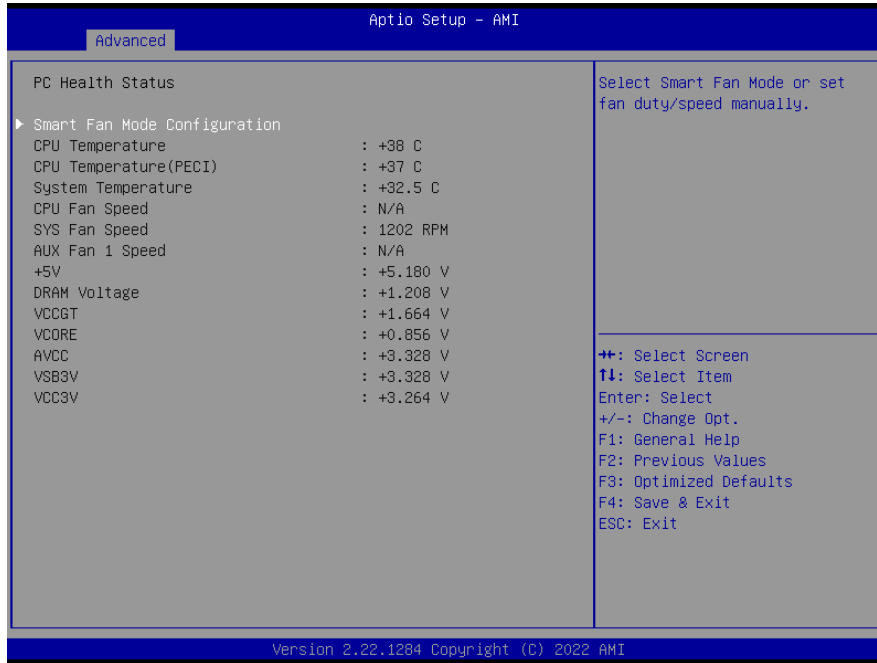 Aptio Setup – AMI
Advanced
PC Health Status
▶ Smart Fan Mode Configuration
CPU Temperature : +38 C
CPU Temperature(PECI) : +37 C
System Temperature : +32.5 C
CPU Fan Speed : N/A
SYS Fan Speed : 1202 RPM
AUX Fan 1 Speed : N/A
+5V : +5.180 V
DRAM Voltage : +1.208 V
VCCGT : +1.664 V
VCORE : +0.856 V
AVCC : +3.328 V
VSB3V : +3.328 V
VCC3V : +3.264 V
Select Smart Fan Mode or set
fan duty/speed manually.
→←: Select Screen
↑↓: Select Item
Enter: Select
+/-: Change Opt.
F1: General Help
F2: Previous Values
F3: Optimized Defaults
F4: Save & Exit
ESC: Exit
Version 2.22.1284 Copyright (C) 2022 AMI